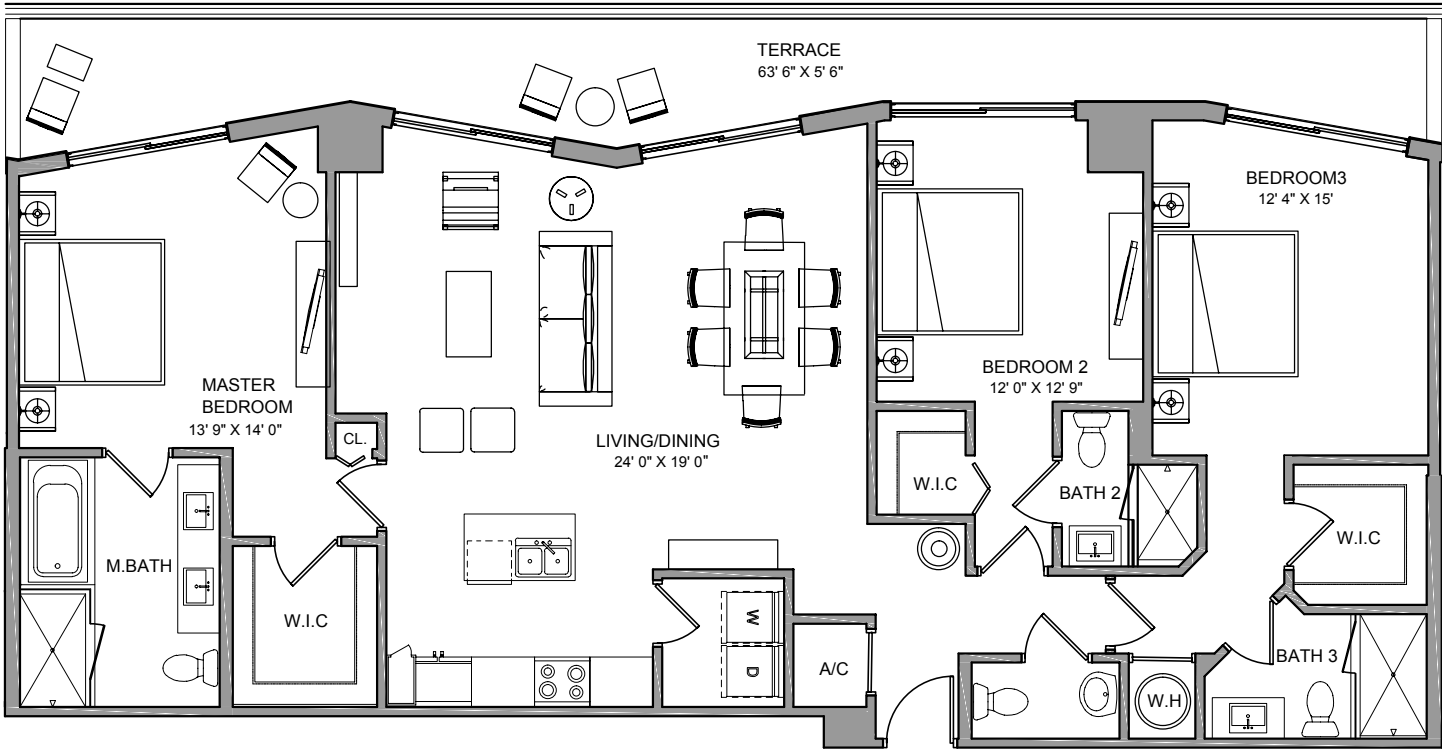 TERRACE
63' 6" X 5' 6"
BEDROOM3
12' 4" X 15'
MASTER
BEDROOM
13' 9" X 14' 0"
BEDROOM 2
12' 0" X 12' 9"
CL.
LIVING/DINING
24' 0" X 19' 0"
W.I.C
BATH 2
W.I.C
M.BATH
W.I.C
W
D
A/C
BATH 3
W.H